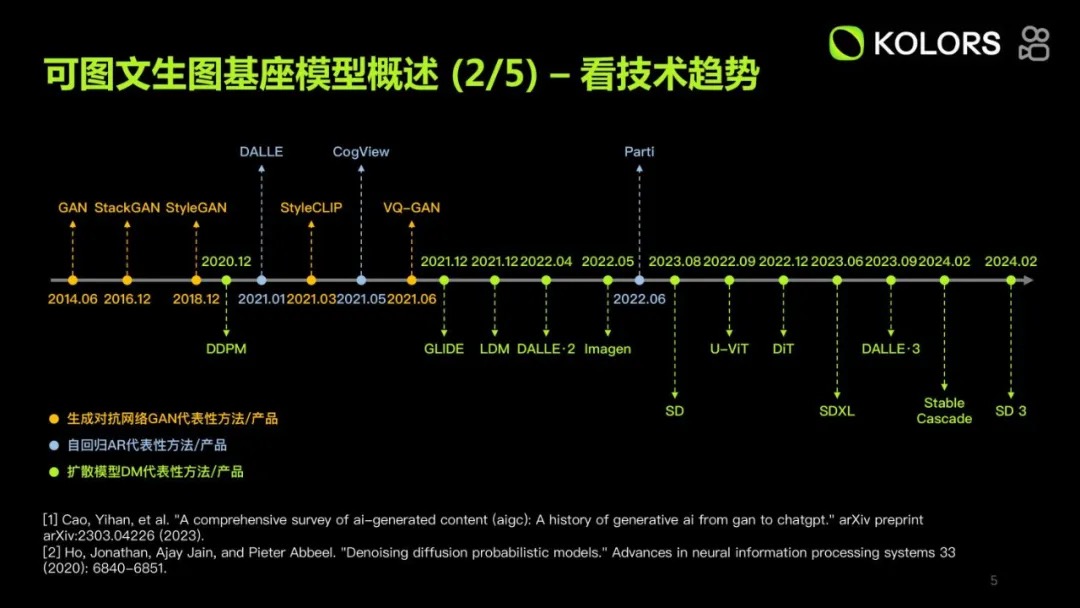 KOLORS
可图文生图基座模型概述 (2/5) – 看技术趋势
DALLE CogView Parti
GAN StackGAN StyleGAN StyleCLIP VQ-GAN
2020.12 2021.12 2021.12 2022.04 2022.05 2023.08 2022.09 2022.12 2023.06 2023.09 2024.02 2024.02
2014.06 2016.12 2018.12 2021.01 2021.03 2021.05 2021.06 2022.06
DDPM GLIDE LDM DALLE·2 Imagen U-ViT DiT DALLE·3
SD SDXL Stable Cascade SD 3
生成对抗网络GAN代表性方法/产品
自回归AR代表性方法/产品
扩散模型DM代表性方法/产品
[1] Cao, Yihan, et al. "A comprehensive survey of ai-generated content (aigc): A history of generative ai from gan to chatgpt." arXiv preprint
arXiv:2303.04226 (2023).
[2] Ho, Jonathan, Ajay Jain, and Pieter Abbeel. "Denoising diffusion probabilistic models." Advances in neural information processing systems 33
(2020): 6840-6851.
5